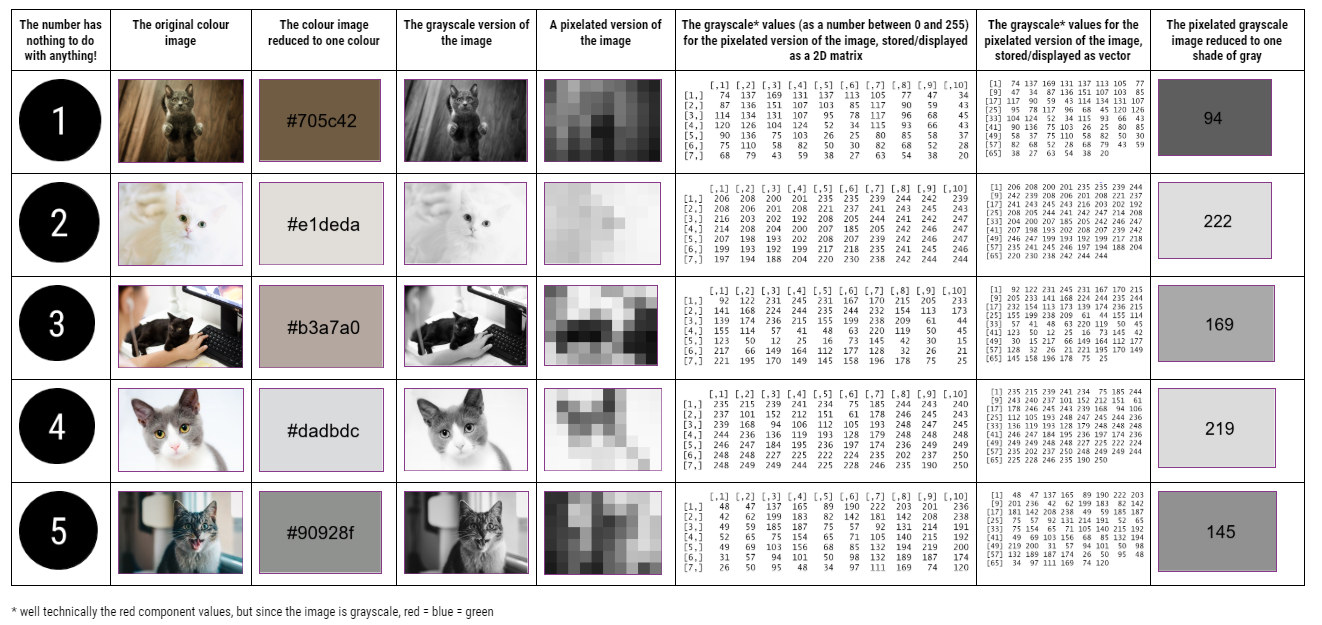 The number has
nothing to do
with anything!
The original colour
image
The colour image
reduced to one colour
The grayscale version of
the image
A pixelated version of
the image
The grayscale* values (as a number between 0 and 255)
for the pixelated version of the image, stored/displayed
as a 2D matrix
The grayscale* values for the
pixelated version of the image,
stored/displayed as vector
The pixelated grayscale
image reduced to one
shade of gray
1
#705c42
[,1] [,2] [,3] [,4] [,5] [,6] [,7] [,8] [,9] [,10]
[1,] 74 137 169 131 137 113 105 77 47 34
[2,] 87 136 151 107 103 85 117 90 59 43
[3,] 114 134 131 107 95 78 117 96 68 45
[4,] 120 126 104 124 52 34 115 93 66 43
[5,] 90 136 75 103 26 25 80 85 58 37
[6,] 75 110 58 82 50 30 82 68 52 28
[7,] 68 79 43 59 38 27 63 54 38 20
[1] 74 137 169 131 137 113 105 77
[9] 47 34 87 136 151 107 103 85
[17] 117 90 59 43 114 134 131 107
[25] 95 78 117 96 68 45 120 126
[33] 104 124 52 34 115 93 66 43
[41] 90 136 75 103 26 25 80 85
[49] 58 37 75 110 58 82 50 30
[57] 82 68 52 28 68 79 43 59
[65] 38 27 63 54 38 20
94
2
#e1deda
[,1] [,2] [,3] [,4] [,5] [,6] [,7] [,8] [,9] [,10]
[1,] 206 208 200 201 235 235 239 244 242 239
[2,] 208 206 201 208 221 237 241 243 245 243
[3,] 216 203 202 192 208 205 244 241 242 247
[4,] 214 208 204 200 207 185 205 242 246 247
[5,] 207 198 193 202 208 207 239 242 246 247
[6,] 199 193 192 199 217 218 235 241 245 246
[7,] 197 194 188 204 220 230 238 242 244 244
[1] 206 208 200 201 235 235 239 244
[9] 242 239 208 206 201 208 221 237
[17] 241 243 245 243 216 203 202 192
[25] 208 205 244 241 242 247 214 208
[33] 204 200 207 185 205 242 246 247
[41] 207 198 193 202 208 207 239 242
[49] 246 247 199 193 192 199 217 218
[57] 235 241 245 246 197 194 188 204
[65] 220 230 238 242 244 244
222
3
#b3a7a0
[,1] [,2] [,3] [,4] [,5] [,6] [,7] [,8] [,9] [,10]
[1,] 92 122 231 245 231 167 170 215 205 233
[2,] 141 168 224 244 235 244 232 154 113 173
[3,] 139 174 236 215 155 199 238 209 61 44
[4,] 155 114 57 41 48 63 220 119 50 45
[5,] 123 50 12 25 16 73 145 42 30 15
[6,] 217 66 149 164 112 177 128 32 26 21
[7,] 221 195 170 149 145 158 196 178 75 25
[1] 92 122 231 245 231 167 170 215
[9] 205 233 141 168 224 244 235 244
[17] 232 154 113 173 139 174 236 215
[25] 155 199 238 209 61 44 155 114
[33] 57 41 48 63 220 119 50 45
[41] 123 50 12 25 16 73 145 42
[49] 30 15 217 66 149 164 112 177
[57] 128 32 26 21 221 195 170 149
[65] 145 158 196 178 75 25
169
4
#dadbdc
[,1] [,2] [,3] [,4] [,5] [,6] [,7] [,8] [,9] [,10]
[1,] 235 215 239 241 234 75 185 244 243 240
[2,] 237 101 152 212 151 61 178 246 245 243
[3,] 239 168 94 106 112 105 193 248 247 245
[4,] 244 236 136 119 193 128 179 248 248 248
[5,] 246 247 184 195 236 197 174 236 249 249
[6,] 248 248 227 225 222 224 235 202 237 250
[7,] 248 249 249 244 225 228 246 235 190 250
[1] 235 215 239 241 234 75 185 244
[9] 243 240 237 101 152 212 151 61
[17] 178 246 245 243 239 168 94 106
[25] 112 105 193 248 247 245 244 236
[33] 136 119 193 128 179 248 248 248
[41] 246 247 184 195 236 197 174 236
[49] 249 249 248 248 227 225 222 224
[57] 235 202 237 250 248 249 249 244
[65] 225 228 246 235 190 250
219
5
#90928f
[,1] [,2] [,3] [,4] [,5] [,6] [,7] [,8] [,9] [,10]
[1,] 48 47 137 165 89 190 222 203 201 236
[2,] 42 62 199 183 82 142 181 142 208 238
[3,] 49 59 185 187 75 57 92 131 214 191
[4,] 52 65 75 154 65 71 105 140 215 192
[5,] 49 69 103 156 68 85 132 194 219 200
[6,] 31 57 94 101 50 98 132 189 187 174
[7,] 26 50 95 48 34 97 111 169 74 120
[1] 48 47 137 165 89 190 222 203
[9] 201 236 42 62 199 183 82 142
[17] 181 142 208 238 49 59 185 187
[25] 75 57 92 131 214 191 52 65
[33] 75 154 65 71 105 140 215 192
[41] 49 69 103 156 68 85 132 194
[49] 219 200 31 57 94 101 50 98
[57] 132 189 187 174 26 50 95 48
[65] 34 97 111 169 74 120
145
* well technically the red component values, but since the image is grayscale, red = blue = green